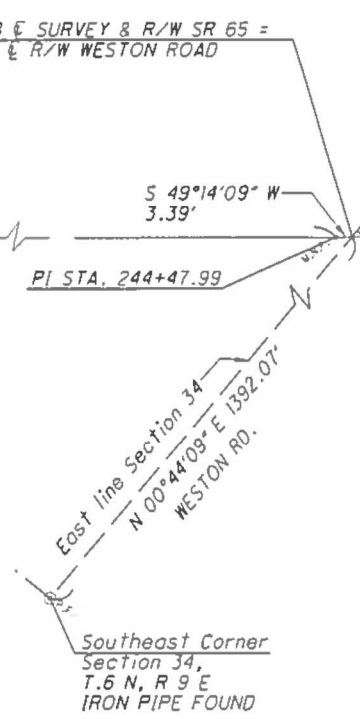 ℄ SURVEY & R/W SR 65 =
℄ R/W WESTON ROAD
S 49°14'09" W
3.39'
PI STA. 244+47.99
East line Section 34
N 00°44'09" E 1392.07'
WESTON RD.
Southeast Corner
Section 34,
T.6 N, R 9 E
IRON PIPE FOUND